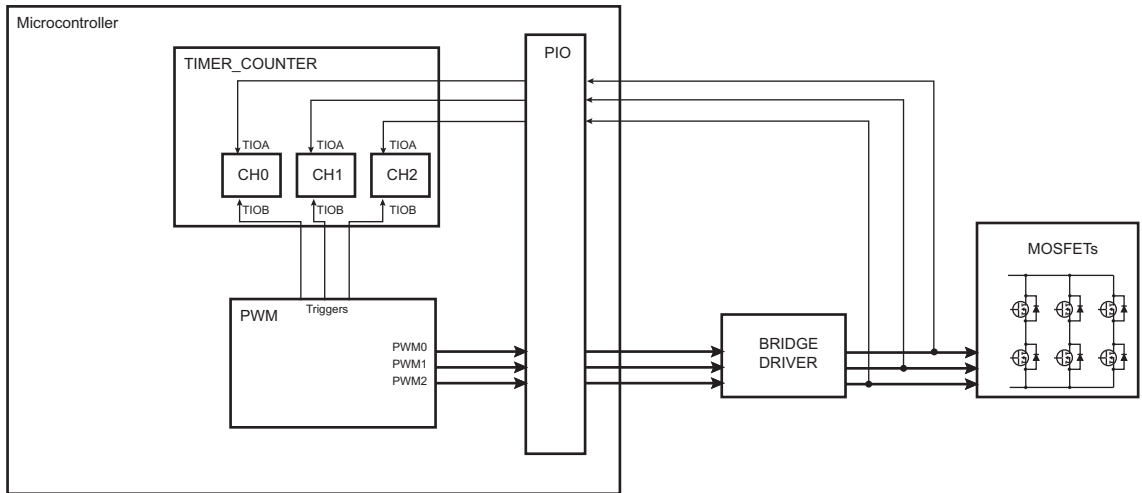 Microcontroller
PIO
TIMER_COUNTER
TIOA
TIOA
TIOA
CH0
CH1
CH2
TIOB
TIOB
TIOB
MOSFETs
Triggers
PWM
PWM0
PWM1
PWM2
BRIDGE
DRIVER